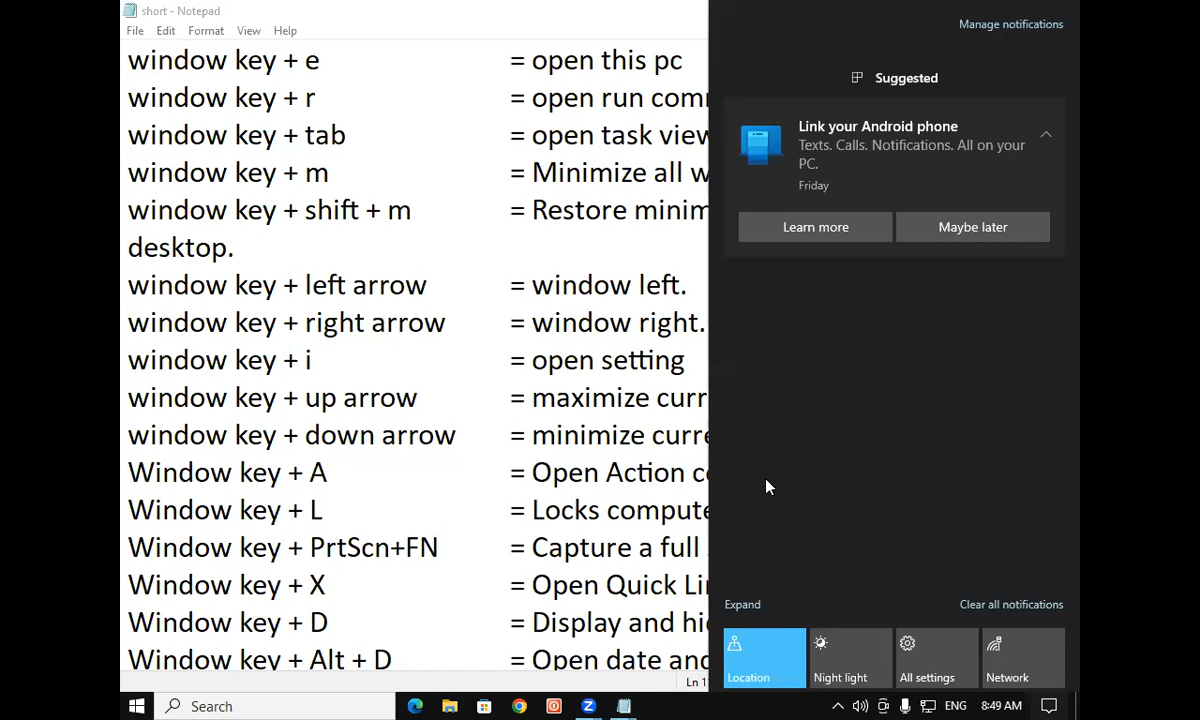 short - Notepad
File Edit Format View Help
window key + e = open this pc
window key + r = open run
window key + tab = open task view
window key + m = Minimize all
window key + shift + m = Restore
desktop.
window key + left arrow = window left.
window key + right arrow = window right.
window key + i = open setting
window key + up arrow = maximize
window key + down arrow = minimize
Window key + A = Open Action
Window key + L = Locks
Window key + PrtScn+FN = Capture a full
Window key + X = Open Quick
Window key + D = Display and
Window key + Alt + D = Open date and
Ln
Manage notifications
Suggested
Link your Android phone
Texts. Calls. Notifications. All on your
PC.
Friday
Learn more Maybe later
Expand Clear all notifications
Location Night light All settings Network
Search ENG 8:49 AM